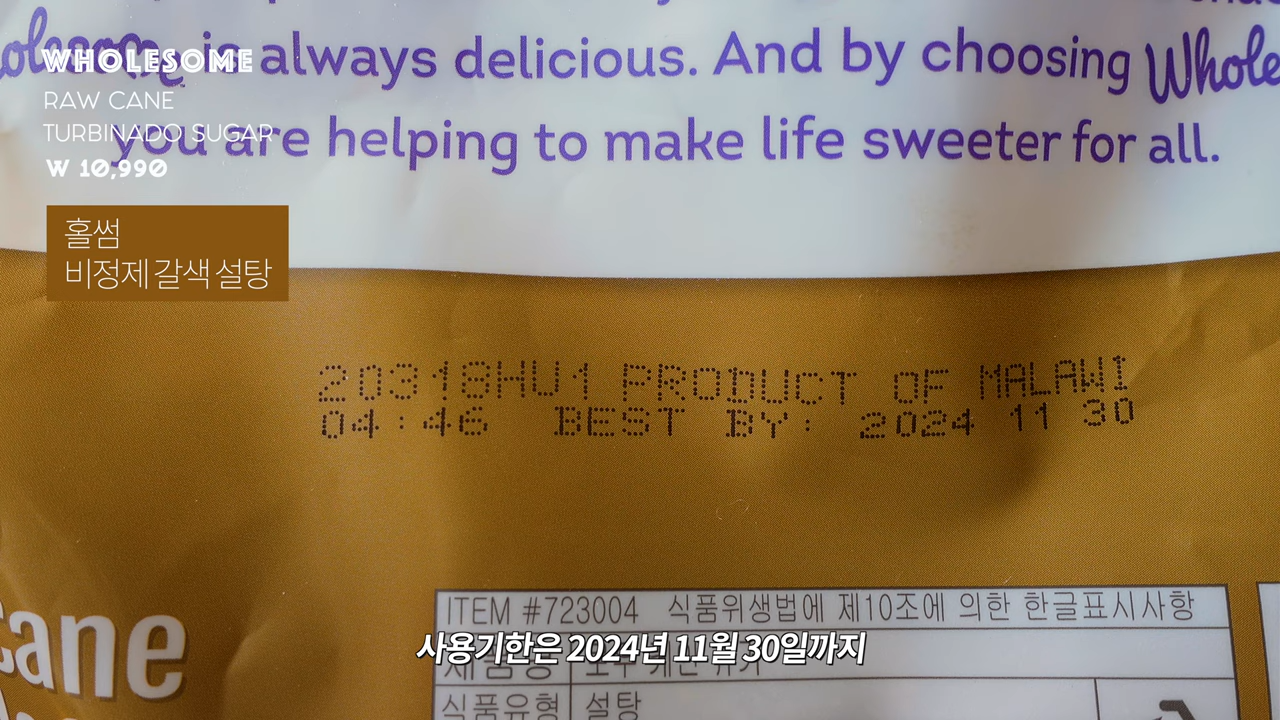 is always delicious. And by choosing Whole
you are helping to make life sweeter for all.
WHOLESOME
RAW CANE
TURBINADO SUGAR
₩ 10,990
홀썸
비정제 갈색 설탕
20318HU1 PRODUCT OF MALAWI
04:46 BEST BY: 2024 11 30
ITEM #723004 식품위생법에 제10조에 의한 한글표시사항
사용기한은 2024년 11월 30일까지
제품명
식품유형 설탕
Cane